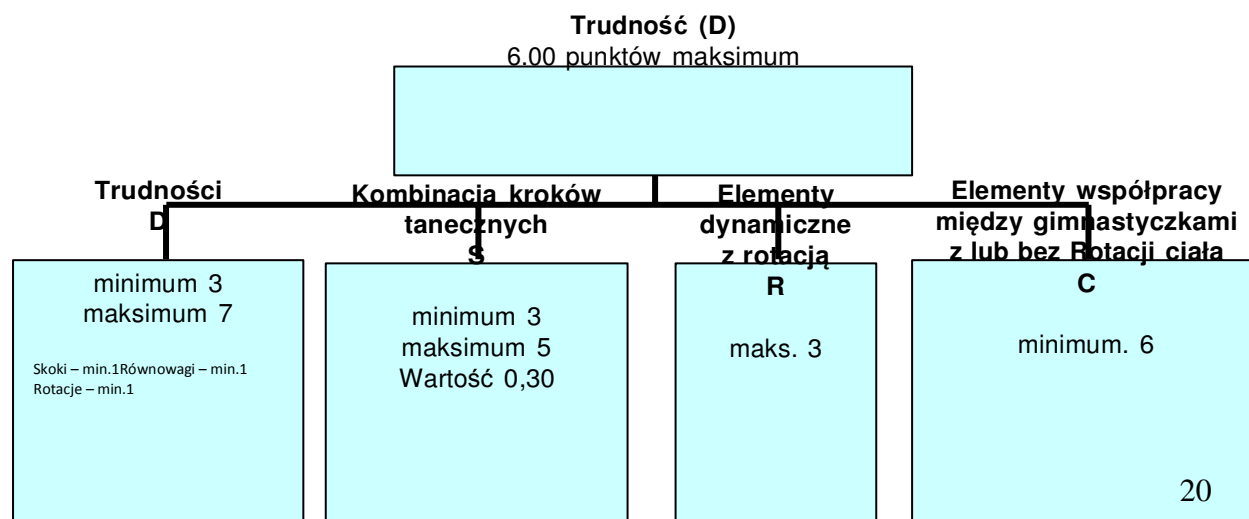 Trudność (D)
6.00 punktów maksimum
Trudności
D
minimum 3
maksimum 7
Skoki – min.1Równowagi – min.1
Rotacje – min.1
Kombinacja kroków
tanecznych
S
minimum 3
maksimum 5
Wartość 0,30
Elementy
dynamiczne
z rotacją
R
maks. 3
Elementy współpracy
między gimnastyczkami
z lub bez Rotacji ciała
C
minimum. 6
20